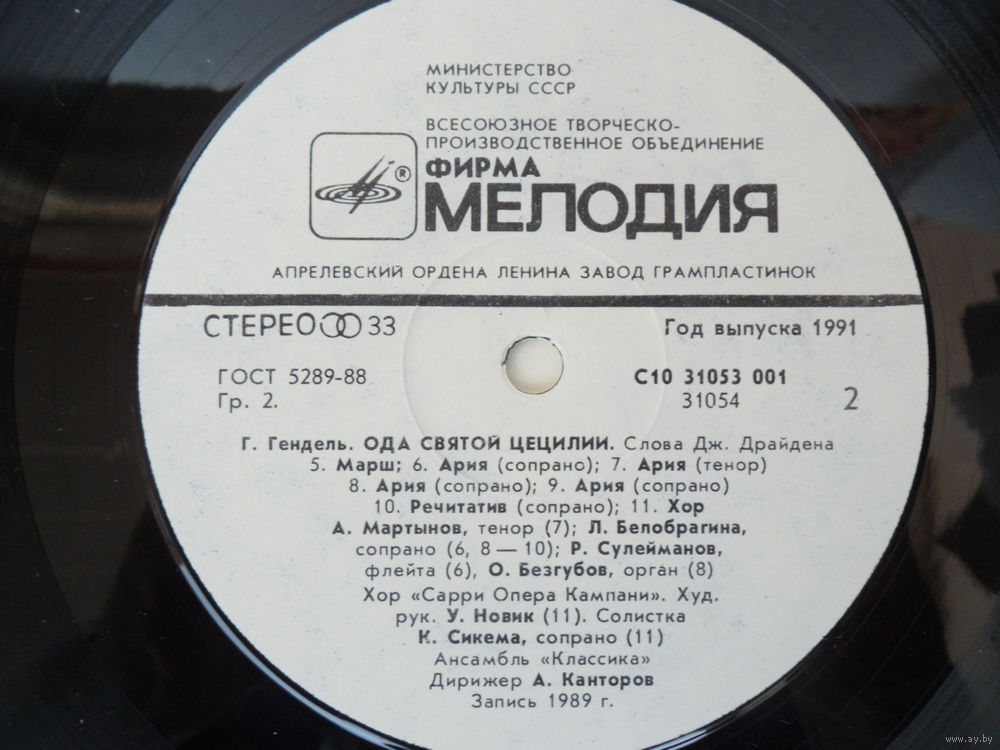 МИНИСТЕРСТВО
КУЛЬТУРЫ СССР
ВСЕСОЮЗНОЕ ТВОРЧЕСКО-
ПРОИЗВОДСТВЕННОЕ ОБЪЕДИНЕНИЕ
ФИРМА
®
МЕЛОДИЯ
АПРЕЛЕВСКИЙ ОРДЕНА ЛЕНИНА ЗАВОД ГРАМПЛАСТИНОК
СТЕРЕО 33
Год выпуска 1991
ГОСТ 5289-88
С10 31053 001
Гр. 2.
31054
2
Г. Гендель. ОДА СВЯТОЙ ЦЕЦИЛИИ. Слова Дж. Драйдена
5. Марш; 6. Ария (сопрано); 7. Ария (тенор)
8. Ария (сопрано); 9. Ария (сопрано)
10. Речитатив (сопрано); 11. Хор
А. Мартынов, тенор (7); Л. Белобрагина,
сопрано (6, 8 — 10); Р. Сулейманов,
флейта (6), О. Безгубов, орган (8)
Хор «Сарри Опера Кампани». Худ.
рук. У. Новик (11). Солистка
К. Сикема, сопрано (11)
Ансамбль «Классика»
Дирижер А. Канторов
Запись 1989 г.
www.ay.by